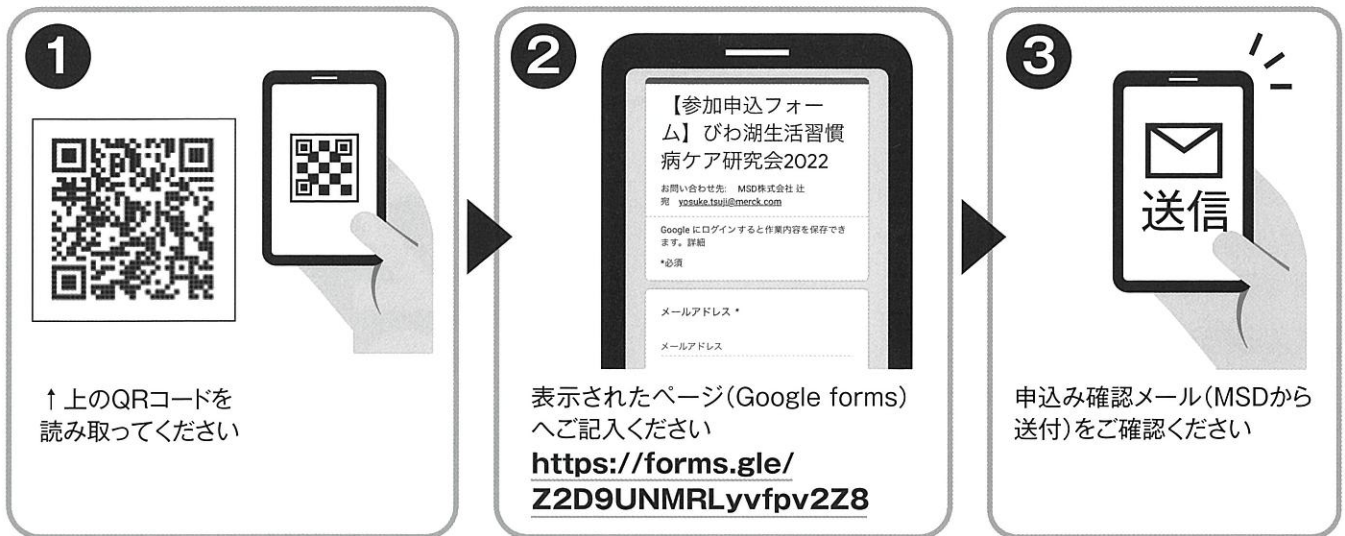 1
↑上のQRコードを
読み取ってください
2
【参加申込フォー
ム】びわ湖生活習慣
病ケア研究会2022
お問い合わせ先: MSD株式会社 辻
宛 yosuke.tsuji@merck.com
Google にログインすると作業内容を保存でき
ます。詳細
*必須
メールアドレス *
メールアドレス
表示されたページ(Google forms)
へご記入ください
https://forms.gle/
Z2D9UNMRLyvfpv2Z8
3
送信
申込み確認メール(MSDから
送付)をご確認ください